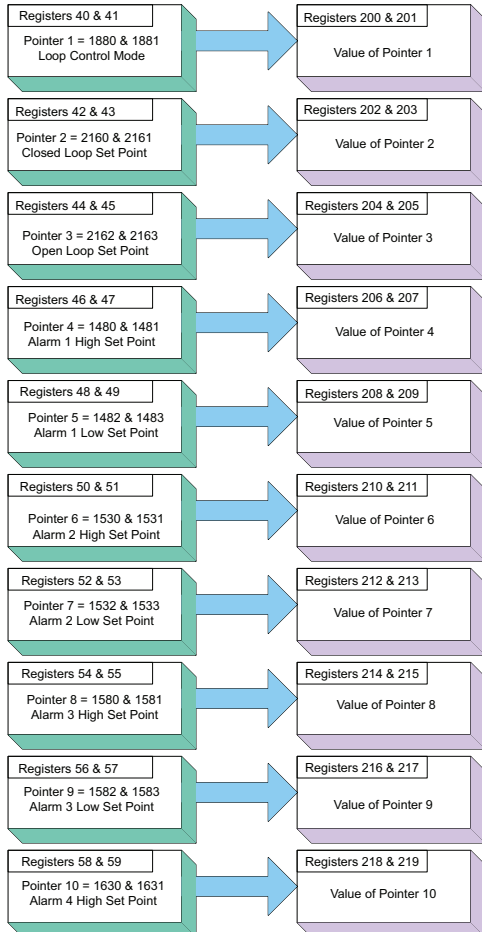 Registers 40 & 41
Pointer 1 = 1880 & 1881
Loop Control Mode
Registers 200 & 201
Value of Pointer 1
Registers 42 & 43
Pointer 2 = 2160 & 2161
Closed Loop Set Point
Registers 202 & 203
Value of Pointer 2
Registers 44 & 45
Pointer 3 = 2162 & 2163
Open Loop Set Point
Registers 204 & 205
Value of Pointer 3
Registers 46 & 47
Pointer 4 = 1480 & 1481
Alarm 1 High Set Point
Registers 206 & 207
Value of Pointer 4
Registers 48 & 49
Pointer 5 = 1482 & 1483
Alarm 1 Low Set Point
Registers 208 & 209
Value of Pointer 5
Registers 50 & 51
Pointer 6 = 1530 & 1531
Alarm 2 High Set Point
Registers 210 & 211
Value of Pointer 6
Registers 52 & 53
Pointer 7 = 1532 & 1533
Alarm 2 Low Set Point
Registers 212 & 213
Value of Pointer 7
Registers 54 & 55
Pointer 8 = 1580 & 1581
Alarm 3 High Set Point
Registers 214 & 215
Value of Pointer 8
Registers 56 & 57
Pointer 9 = 1582 & 1583
Alarm 3 Low Set Point
Registers 216 & 217
Value of Pointer 9
Registers 58 & 59
Pointer 10 = 1630 & 1631
Alarm 4 High Set Point
Registers 218 & 219
Value of Pointer 10